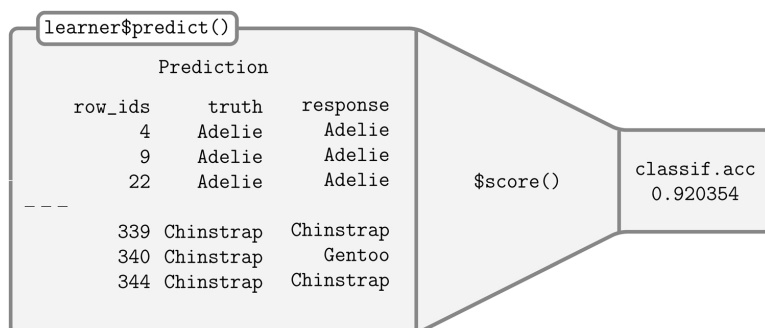 learner$predict()
Prediction
row_ids truth response
4 Adelie Adelie
9 Adelie Adelie
22 Adelie Adelie
---
339 Chinstrap Chinstrap
340 Chinstrap Gentoo
344 Chinstrap Chinstrap
$score()
classif.acc
0.920354